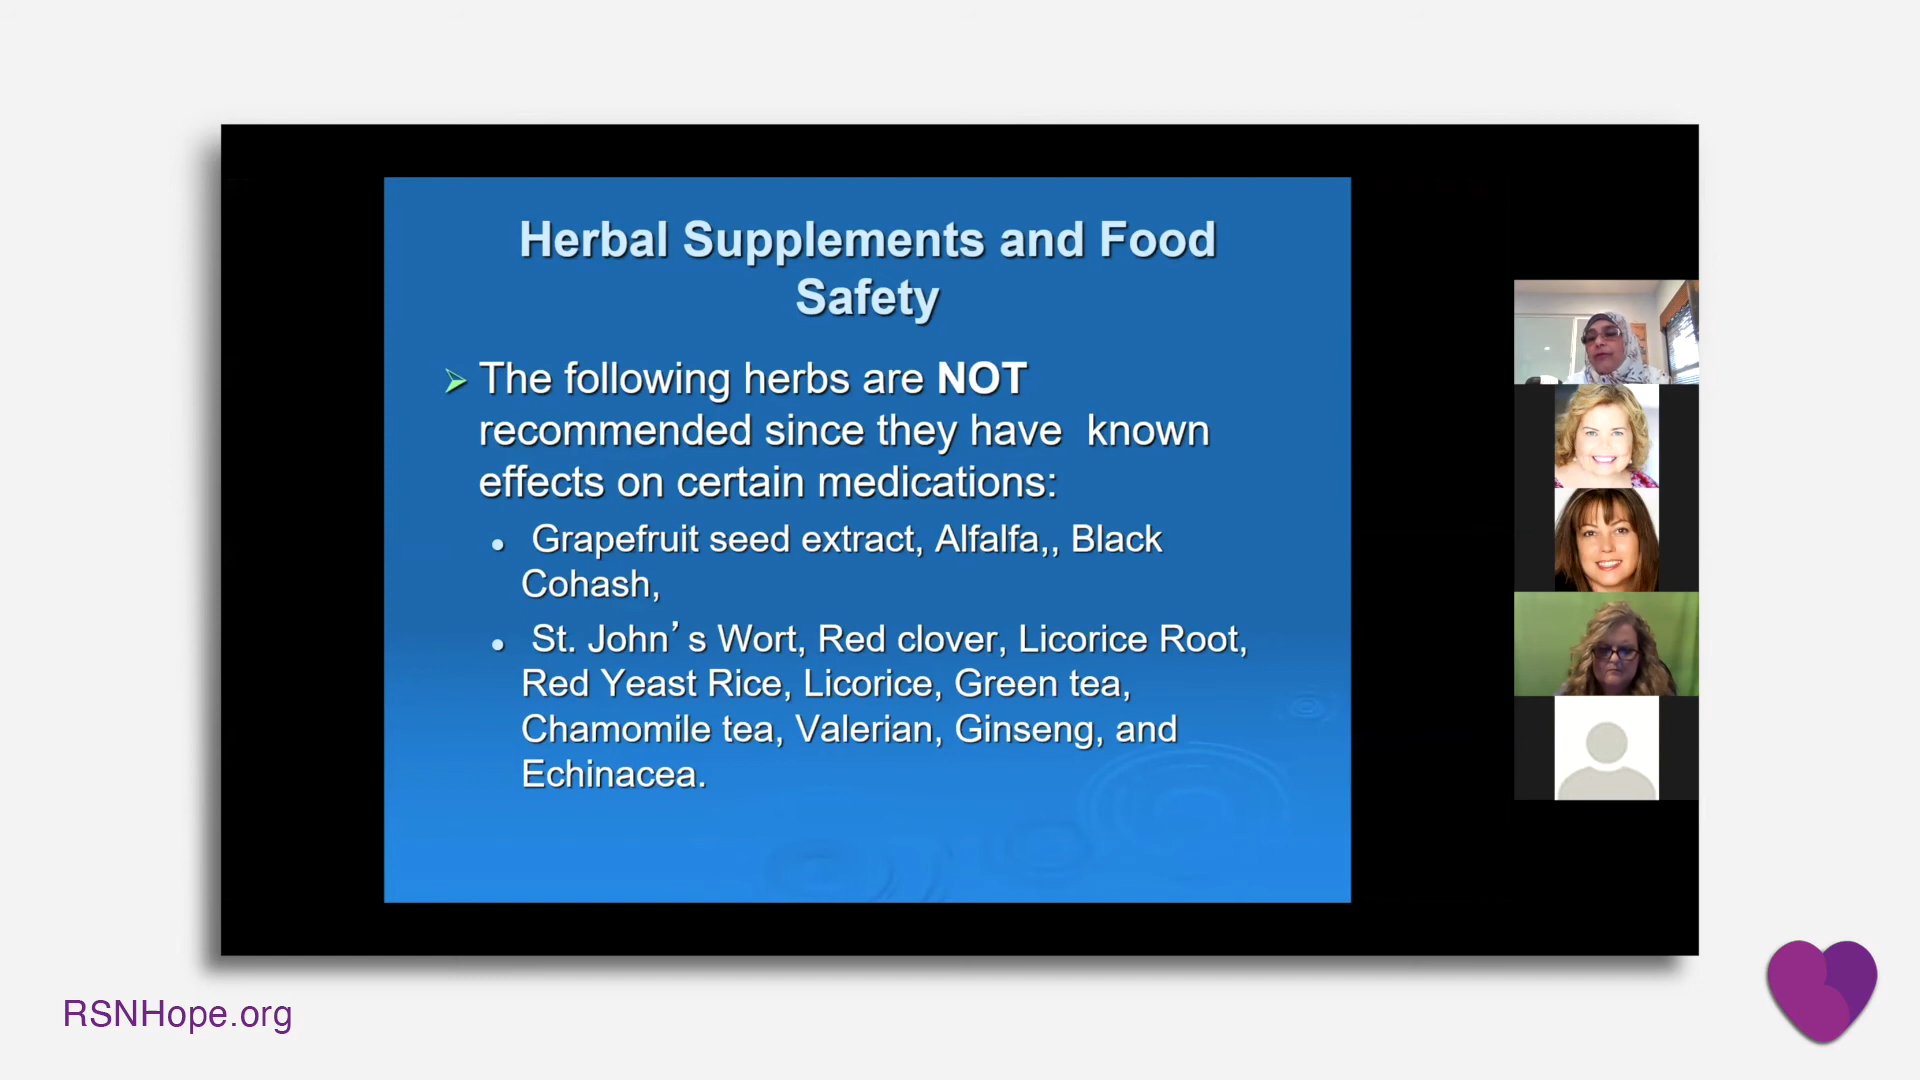 Herbal Supplements and Food
Safety
The following herbs are NOT
recommended since they have  known
effects on certain medications:
Grapefruit seed extract, Alfalfa,, Black
Cohash,
St. John’s Wort, Red clover, Licorice Root,
Red Yeast Rice, Licorice, Green tea,
Chamomile tea, Valerian, Ginseng, and
Echinacea.
RSNHope.org